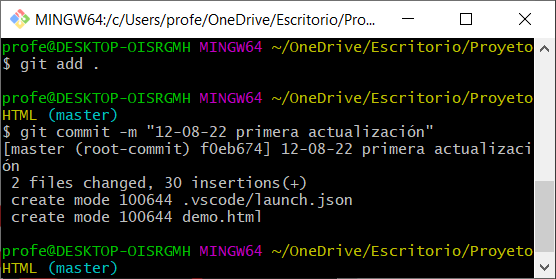 MINGW64:/c/Users/profe/OneDrive/Escritorio/Pro...
profe@DESKTOP-OISRGMH MINGW64 ~/OneDrive/Escritorio/Proyeto
$ git add .
profe@DESKTOP-OISRGMH MINGW64 ~/OneDrive/Escritorio/Proyeto
HTML (master)
$ git commit -m "12-08-22 primera actualización"
[master (root-commit) f0eb674] 12-08-22 primera actualizaci
ón
 2 files changed, 30 insertions(+)
 create mode 100644 .vscode/launch.json
 create mode 100644 demo.html
profe@DESKTOP-OISRGMH MINGW64 ~/OneDrive/Escritorio/Proyeto
HTML (master)